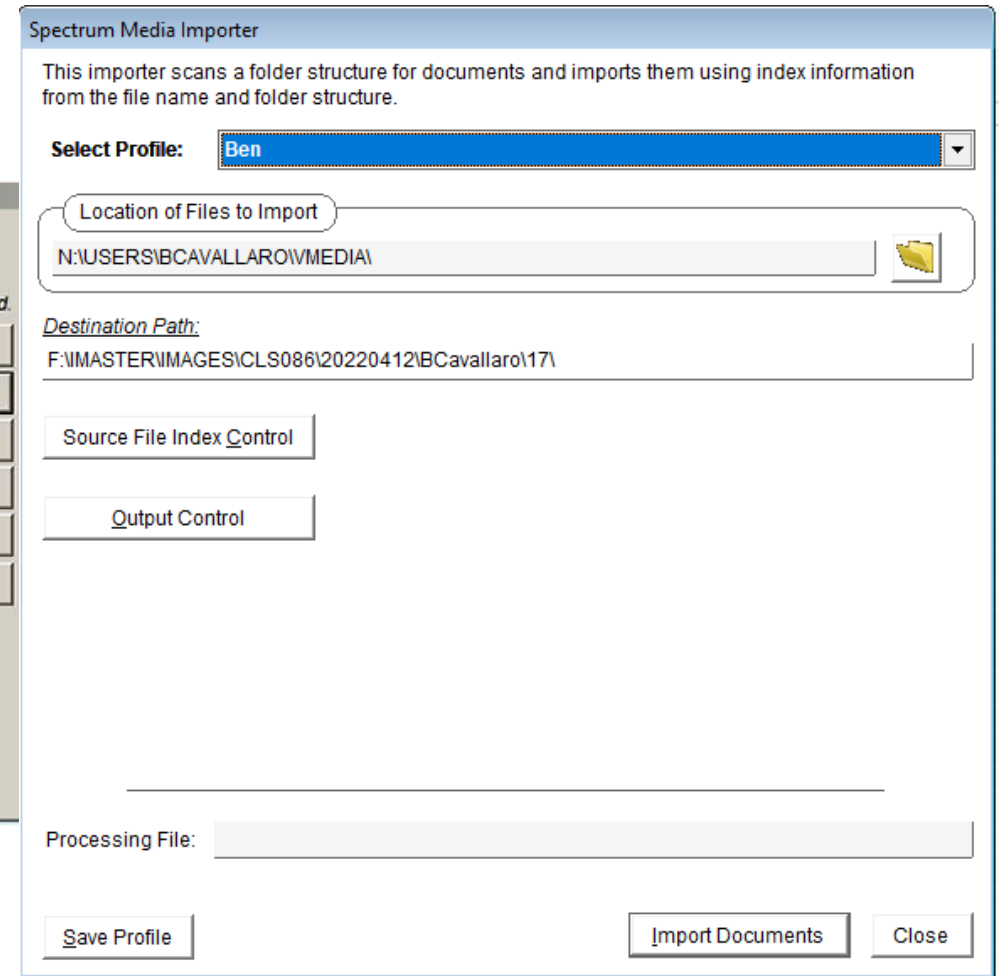 Spectrum Media Importer
This importer scans a folder structure for documents and imports them using index information
from the file name and folder structure.
Select Profile: Ben
Location of Files to Import
N:\USERS\BCAVALLARO\VMEDIA\
d.
Destination Path:
F:\IMASTER\IMAGES\CLS086\20220412\BCavallaro\17\
Source File Index Control
Output Control
Processing File:
Save Profile Import Documents Close